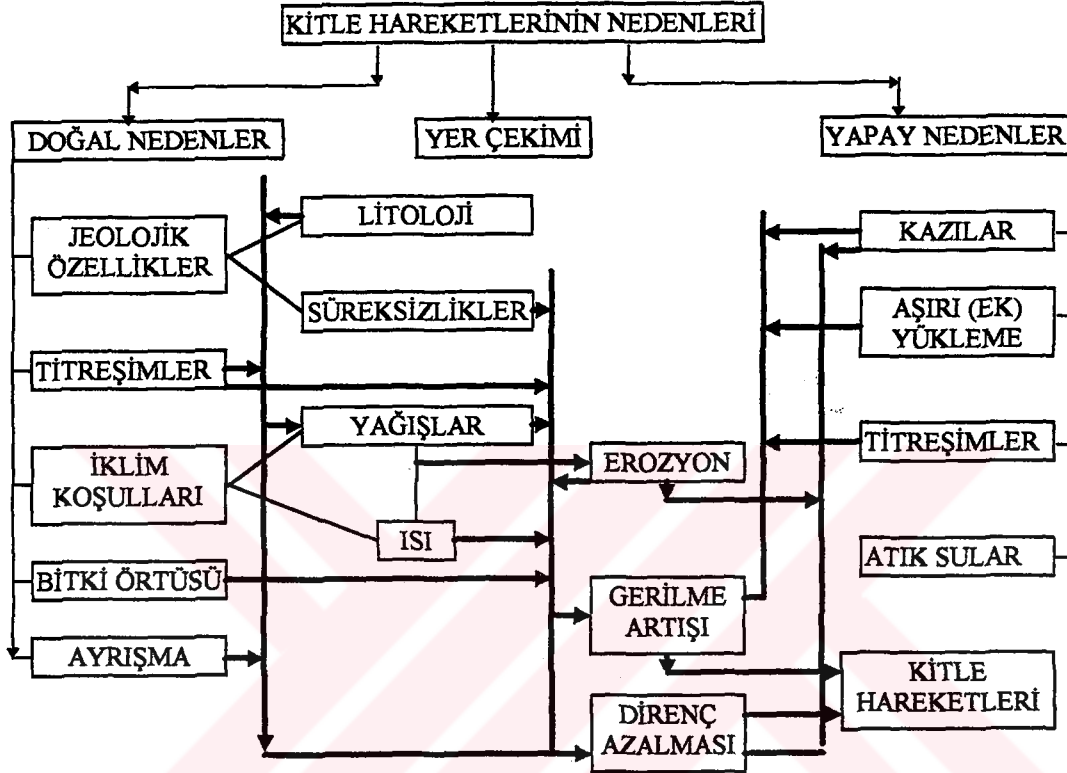 KİTLE HAREKETLERİNİN NEDENLERİ
DOĞAL NEDENLER
YER ÇEKİMİ
YAPAY NEDENLER
JEOLOJİK
ÖZELLİKLER
LİTOLOJİ
SÜREKSİZLİKLER
TİTREŞİMLER
İKLİM
KOŞULLARI
YAĞIŞLAR
ISI
BİTKİ ÖRTÜSÜ
AYRIŞMA
EROZYON
GERİLME
ARTIŞI
DİRENÇ
AZALMASI
KAZILAR
AŞIRI (EK)
YÜKLEME
TİTREŞİMLER
ATIK SULAR
KİTLE
HAREKETLERİ